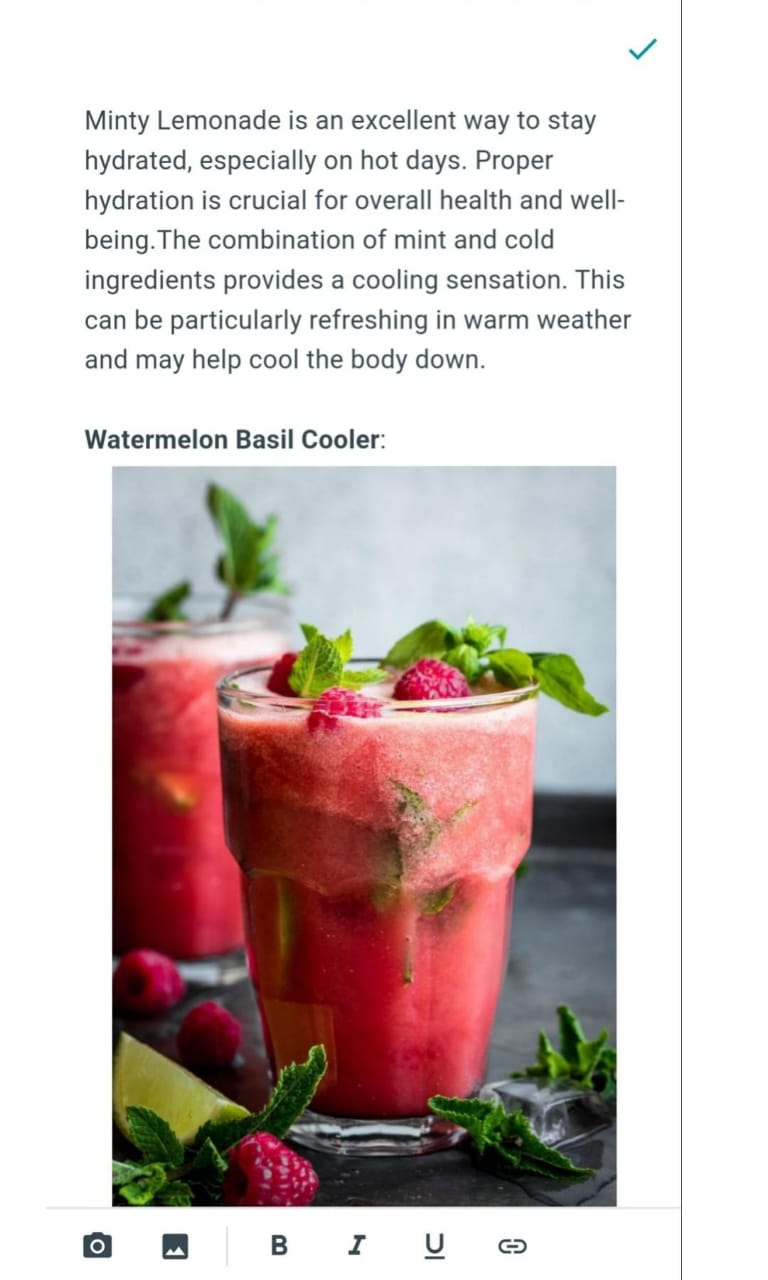 Minty Lemonade is an excellent way to stay
hydrated, especially on hot days. Proper
hydration is crucial for overall health and well-
being.The combination of mint and cold
ingredients provides a cooling sensation. This
can be particularly refreshing in warm weather
and may help cool the body down.
Watermelon Basil Cooler:
B I U